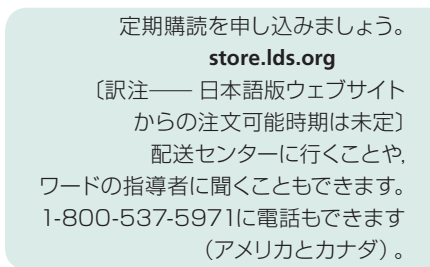 定期購読を申し込みましょう。
store.lds.org
〔訳注―― 日本語版ウェブサイト
からの注文可能時期は未定〕
配送センターに行くことや,
ワードの指導者に聞くこともできます。
1-800-537-5971に電話もできます
（アメリカとカナダ）。